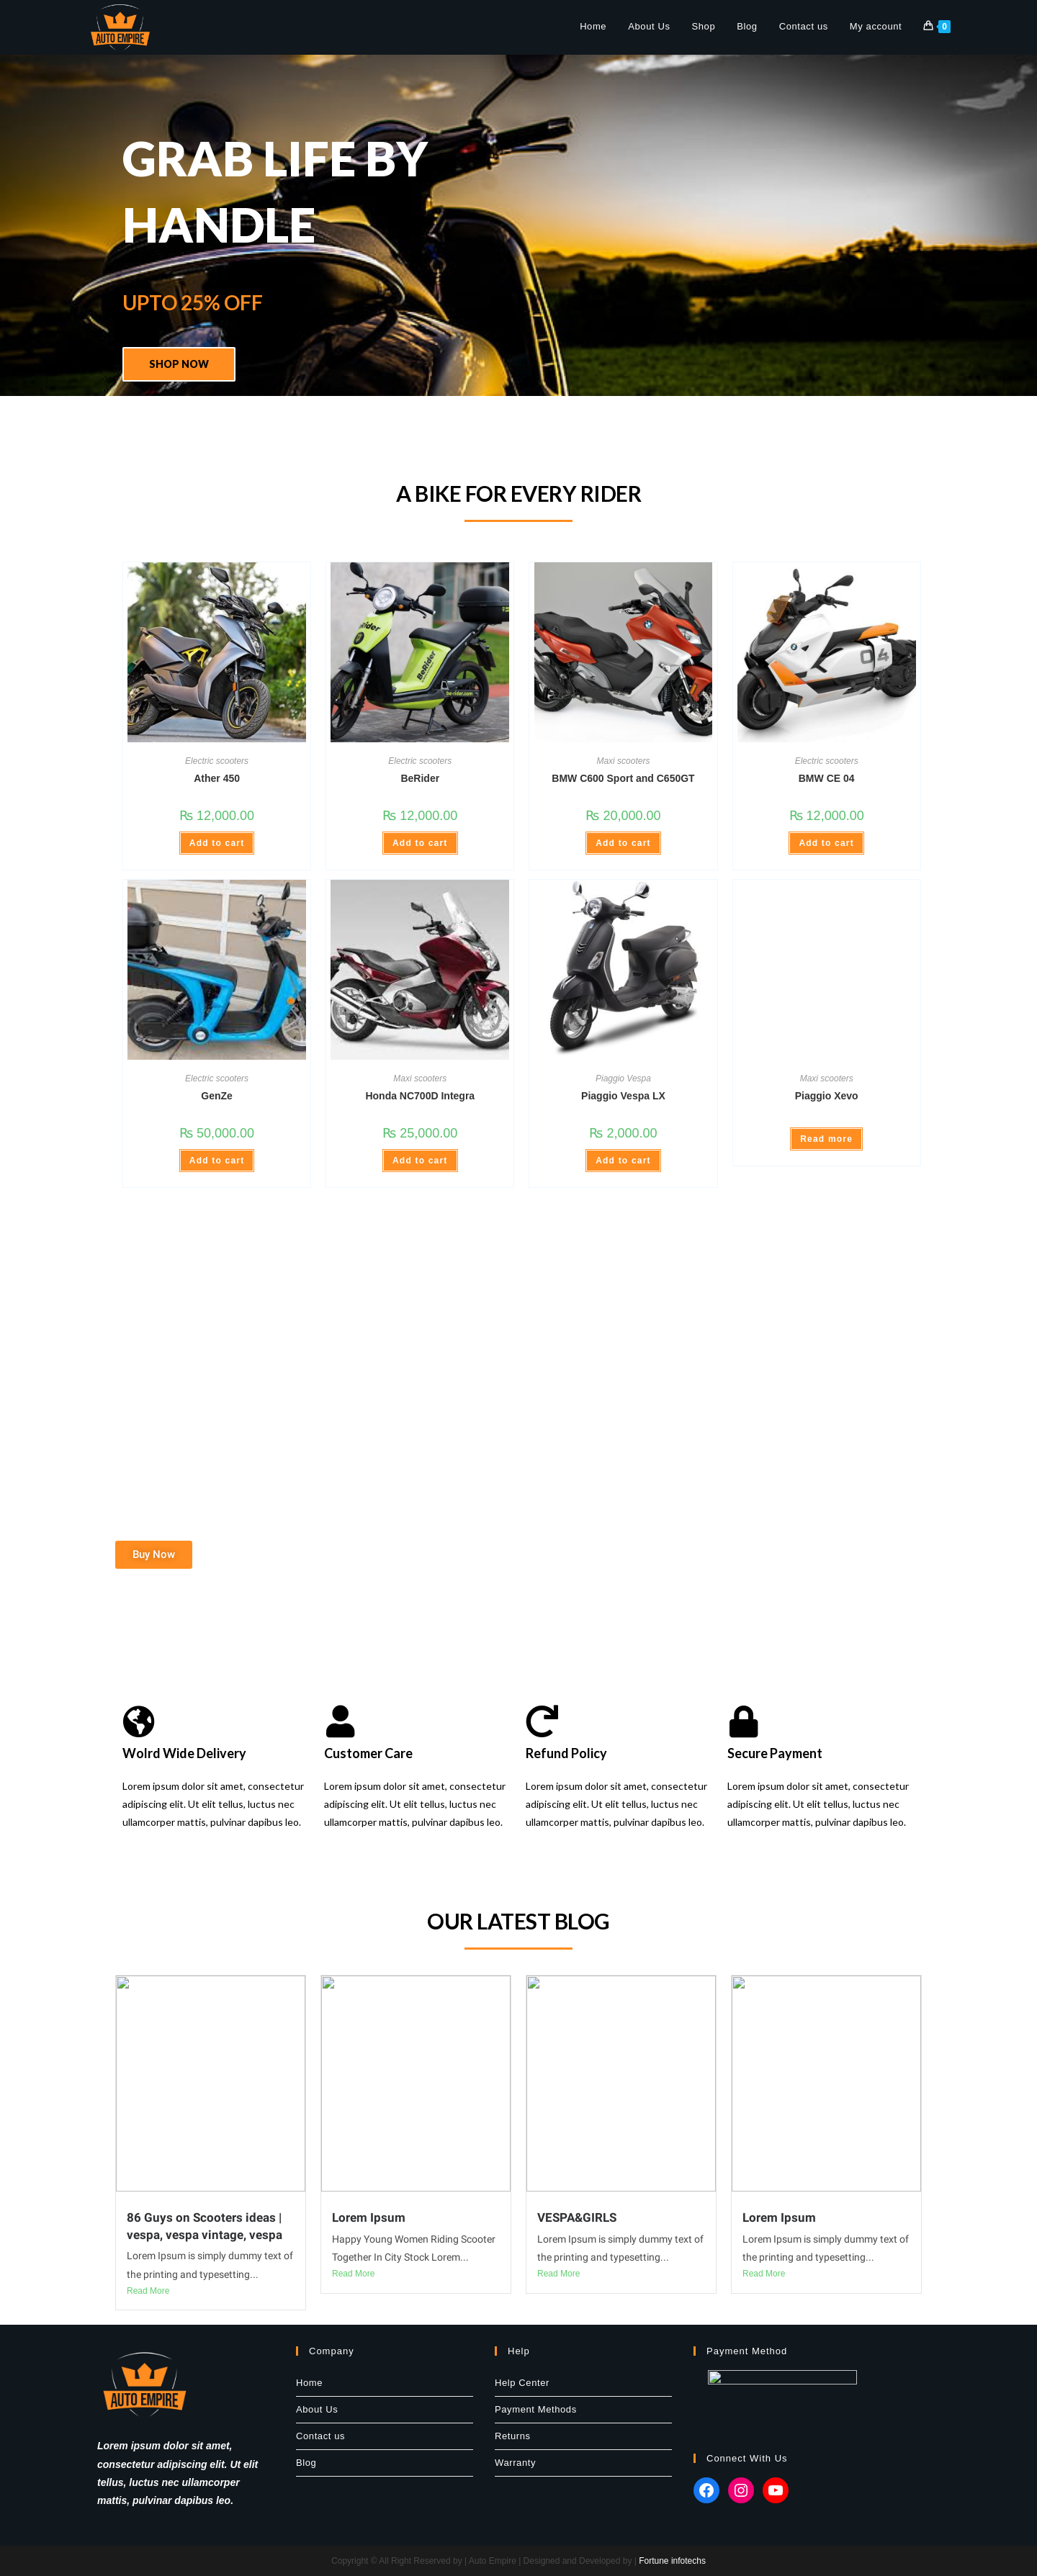 AUTO EMPIRE
Home About Us Shop Blog Contact us My account 0
GRAB LIFE BY
HANDLE
UPTO 25% OFF
SHOP NOW
A BIKE FOR EVERY RIDER
BeRider
BeRider
be-rider.com
04
Electric scooters
Ather 450
₨ 12,000.00
Add to cart
Electric scooters
BeRider
₨ 12,000.00
Add to cart
Maxi scooters
BMW C600 Sport and C650GT
₨ 20,000.00
Add to cart
Electric scooters
BMW CE 04
₨ 12,000.00
Add to cart
Electric scooters
GenZe
₨ 50,000.00
Add to cart
Maxi scooters
Honda NC700D Integra
₨ 25,000.00
Add to cart
Piaggio Vespa
Piaggio Vespa LX
₨ 2,000.00
Add to cart
Maxi scooters
Piaggio Xevo
Read more
Buy Now
Wolrd Wide Delivery
Lorem ipsum dolor sit amet, consectetur
adipiscing elit. Ut elit tellus, luctus nec
ullamcorper mattis, pulvinar dapibus leo.
Customer Care
Lorem ipsum dolor sit amet, consectetur
adipiscing elit. Ut elit tellus, luctus nec
ullamcorper mattis, pulvinar dapibus leo.
Refund Policy
Lorem ipsum dolor sit amet, consectetur
adipiscing elit. Ut elit tellus, luctus nec
ullamcorper mattis, pulvinar dapibus leo.
Secure Payment
Lorem ipsum dolor sit amet, consectetur
adipiscing elit. Ut elit tellus, luctus nec
ullamcorper mattis, pulvinar dapibus leo.
OUR LATEST BLOG
86 Guys on Scooters ideas |
vespa, vespa vintage, vespa
Lorem Ipsum is simply dummy text of
the printing and typesetting...
Read More
Lorem Ipsum
Happy Young Women Riding Scooter
Together In City Stock Lorem...
Read More
VESPA&GIRLS
Lorem Ipsum is simply dummy text of
the printing and typesetting...
Read More
Lorem Ipsum
Lorem Ipsum is simply dummy text of
the printing and typesetting...
Read More
AUTO EMPIRE
Lorem ipsum dolor sit amet,
consectetur adipiscing elit. Ut elit
tellus, luctus nec ullamcorper
mattis, pulvinar dapibus leo.
Company
Home
About Us
Contact us
Blog
Help
Help Center
Payment Methods
Returns
Warranty
Payment Method
Connect With Us
Copyright © All Right Reserved by | Auto Empire | Designed and Developed by | Fortune infotechs